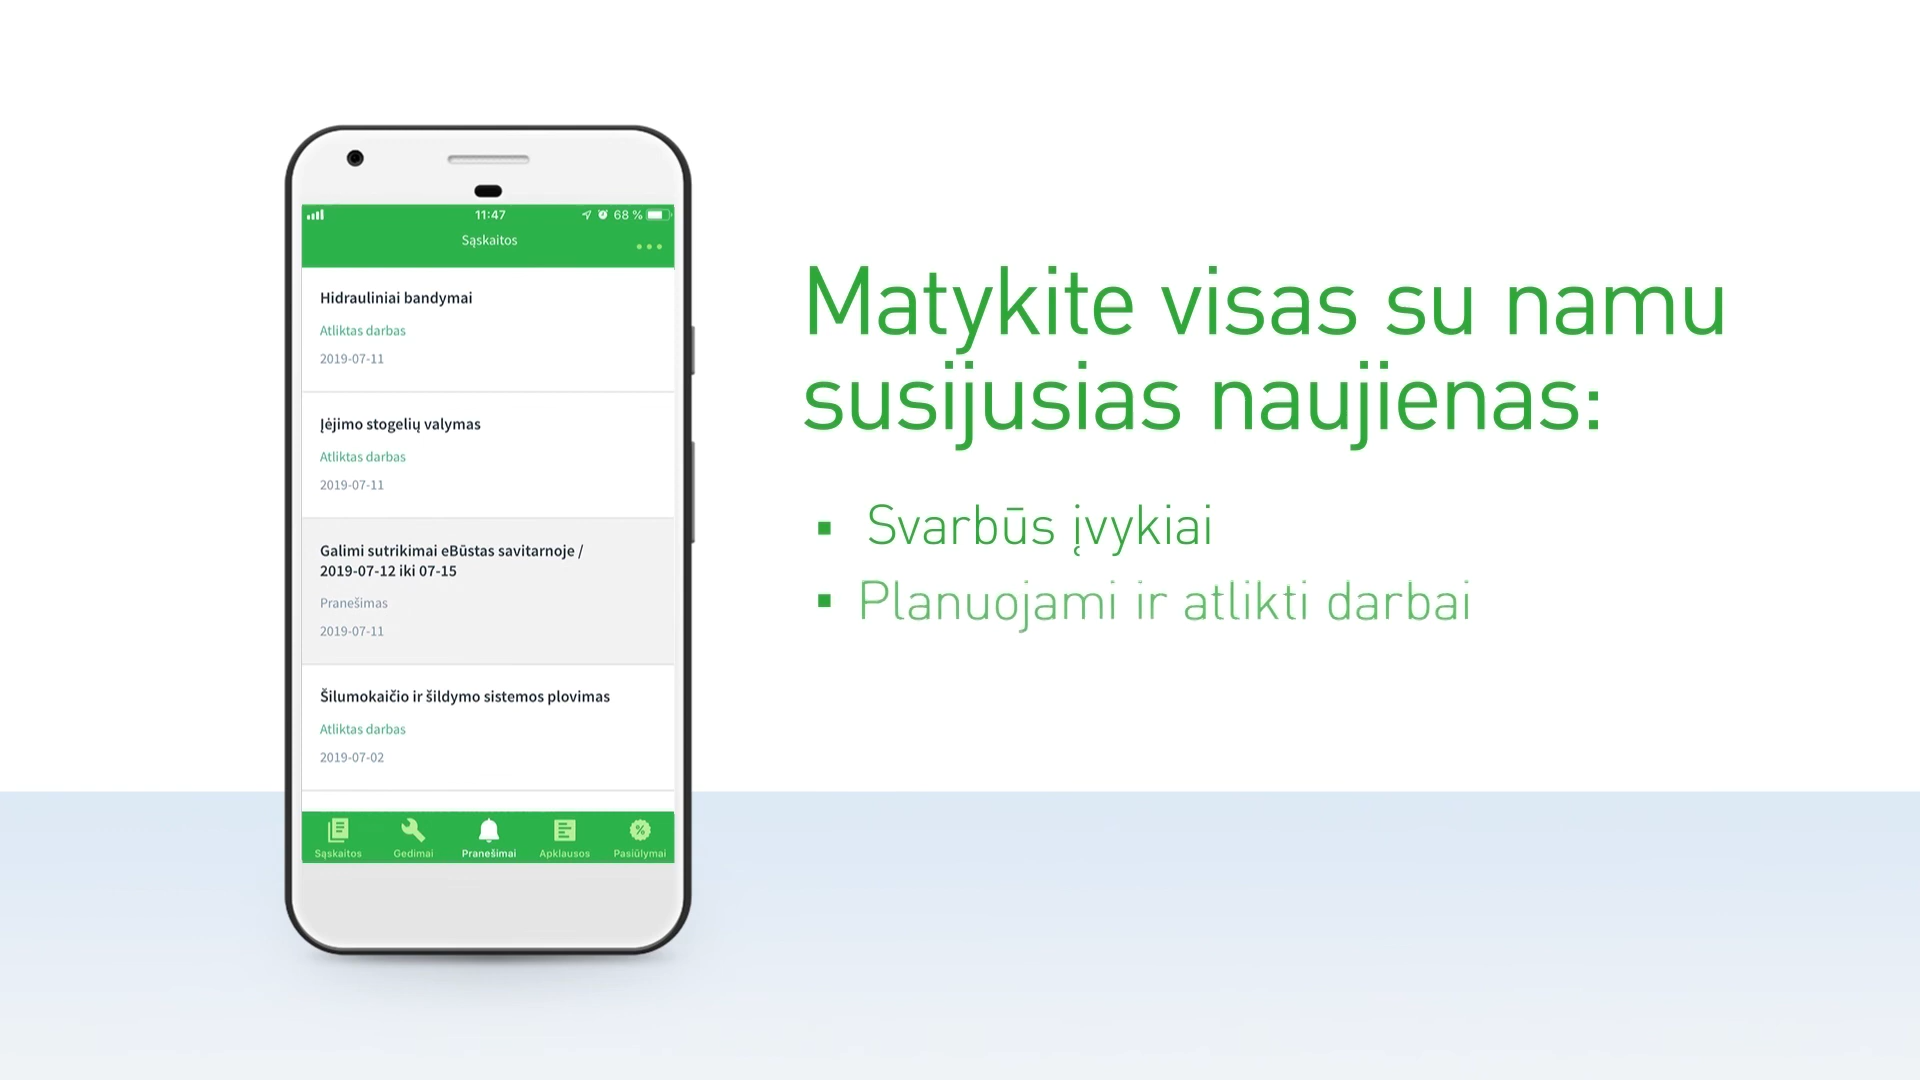 11:47
68 %
Sąskaitos
Hidrauliniai bandymai
Atliktas darbas
2019-07-11
Įėjimo stogelių valymas
Atliktas darbas
2019-07-11
Galimi sutrikimai eBūstas savitarnoje /
2019-07-12 iki 07-15
Pranešimas
2019-07-11
Šilumokaičio ir šildymo sistemos plovimas
Atliktas darbas
2019-07-02
Sąskaitos
Gedimai
Pranešimai
Apklausos
Pasiūlymai
Matykite visas su namu
susijusias naujienas:
▪ Svarbūs įvykiai
▪ Planuojami ir atlikti darbai